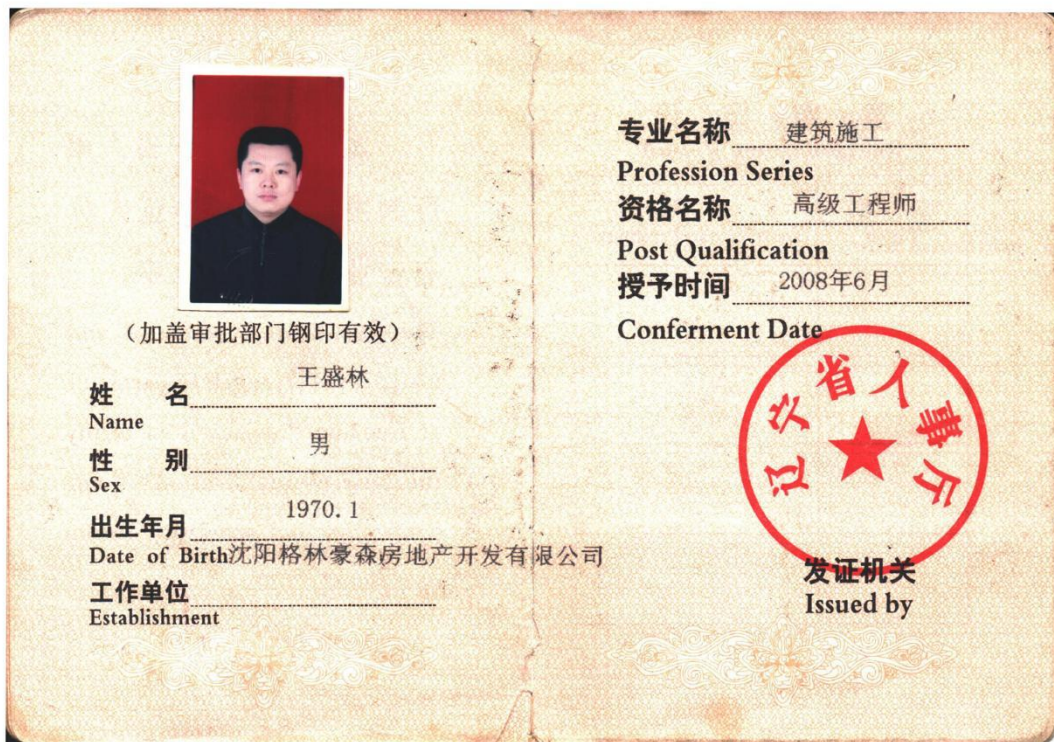 （加盖审批部门钢印有效）
姓 名 王盛林
Name
性 别 男
Sex
出生年月 1970.1
Date of Birth 沈阳格林豪森房地产开发有限公司
工作单位
Establishment
专业名称 建筑施工
Profession Series
资格名称 高级工程师
Post Qualification
授予时间 2008年6月
Conferment Date
辽宁省人事厅
发证机关
Issued by